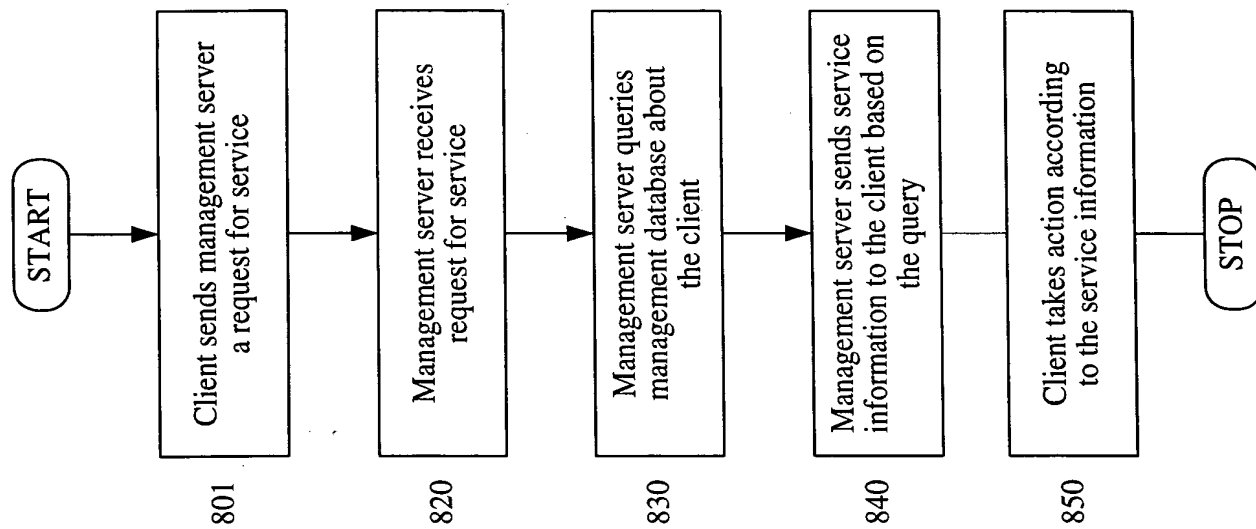 START
801
Client sends management server
a request for service
820
Management server receives
request for service
830
Management server queries
management database about
the client
840
Management server sends service
information to the client based on
the query
850
Client takes action according
to the service information
STOP